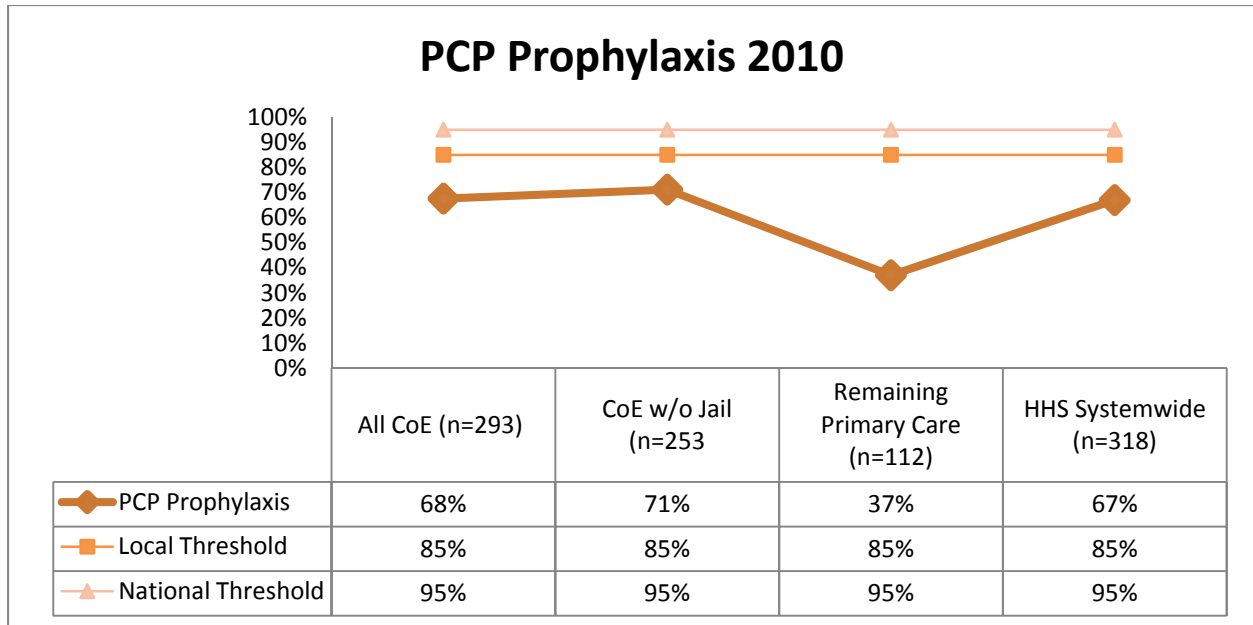 PCP Prophylaxis 2010
100%
90%
80%
70%
60%
50%
40%
30%
20%
10%
0%
All CoE (n=293)
CoE w/o Jail
(n=253
Remaining
Primary Care
(n=112)
HHS Systemwide
(n=318)
PCP Prophylaxis 68% 71% 37% 67%
Local Threshold 85% 85% 85% 85%
National Threshold 95% 95% 95% 95%